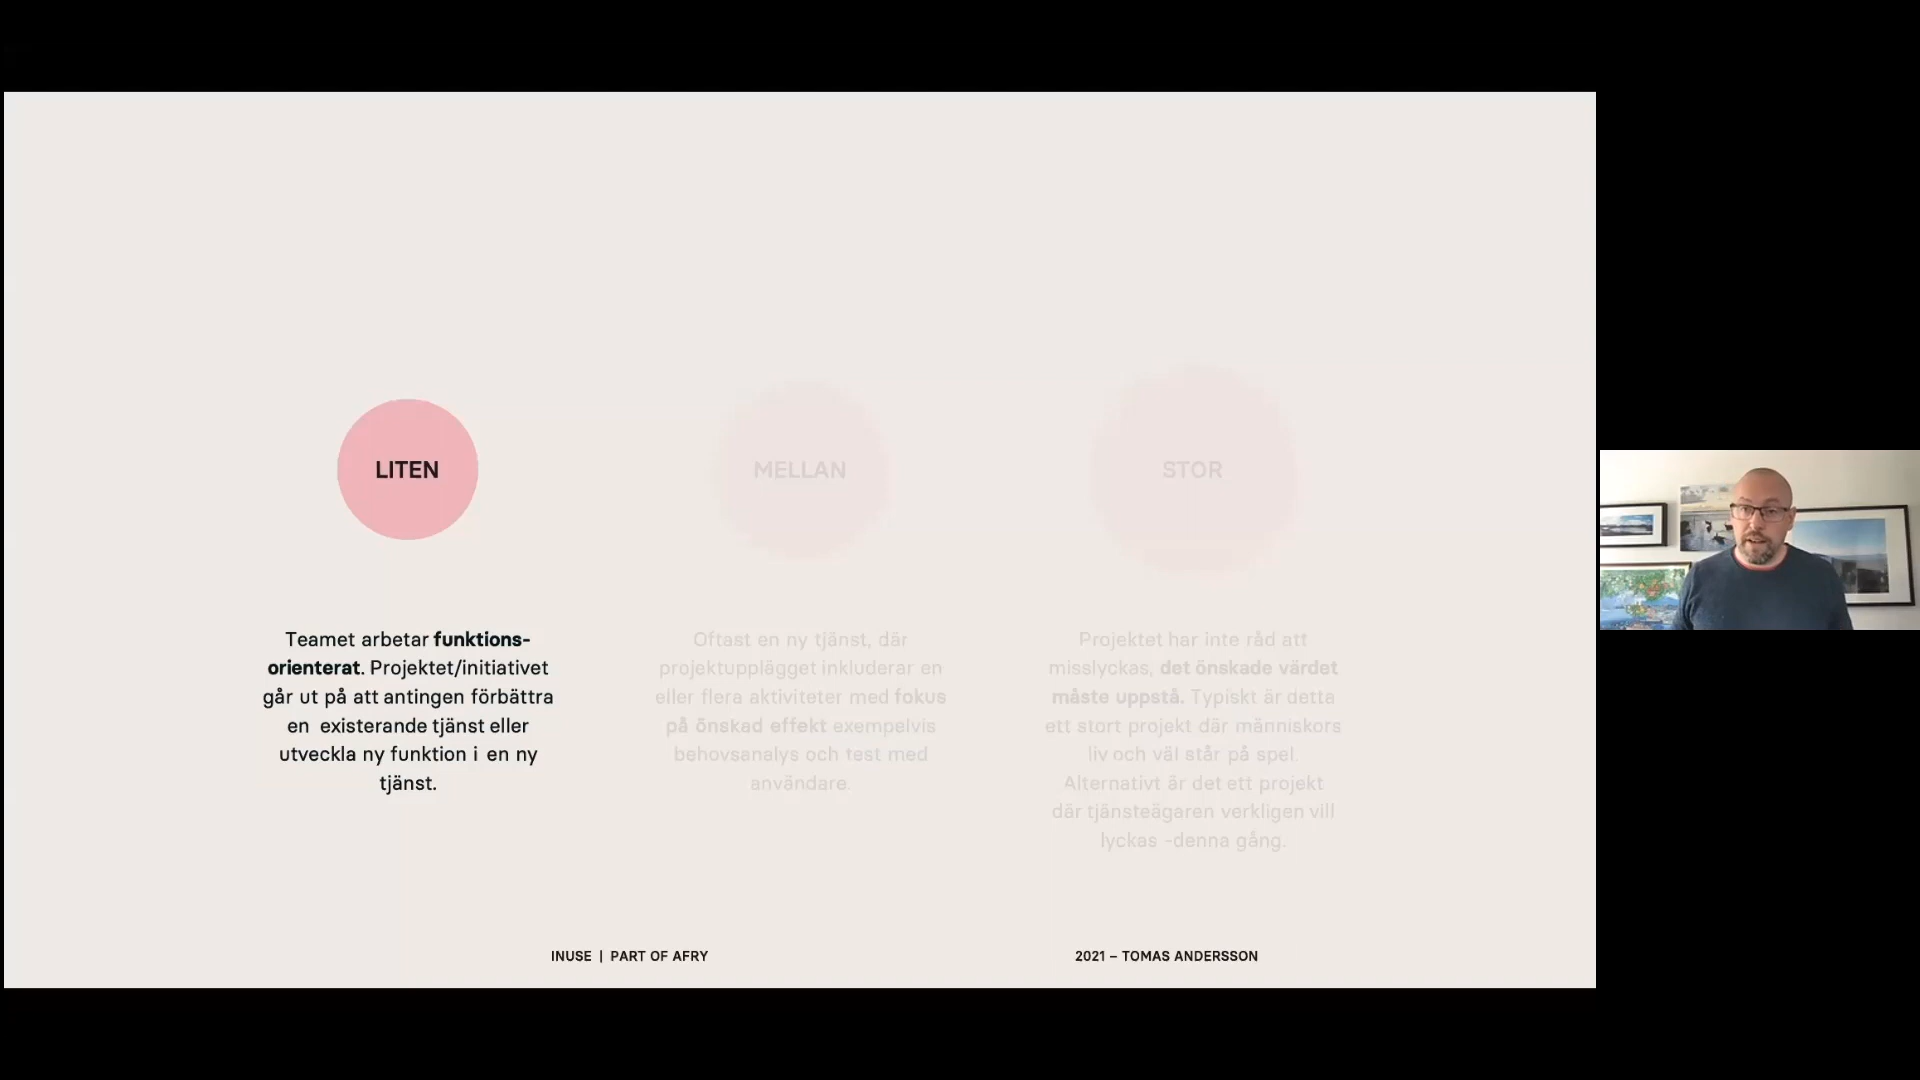 LITEN
Teamet arbetar funktions-
orienterat. Projektet/initiativet
går ut på att antingen förbättra
en existerande tjänst eller
utveckla ny funktion i en ny
tjänst.
MELLAN
Oftast en ny tjänst, där
projektupplägget inkluderar en
eller flera aktiviteter med fokus
på önskad effekt exempelvis
behovsanalys och test med
användare.
STOR
Projektet har inte råd att
misslyckas, det önskade värdet
måste uppstå. Typiskt är detta
ett stort projekt där människors
liv och väl står på spel.
Alternativt är det ett projekt
där tjänsteägaren verkligen vill
lyckas -denna gång.
INUSE | PART OF AFRY
2021 – TOMAS ANDERSSON